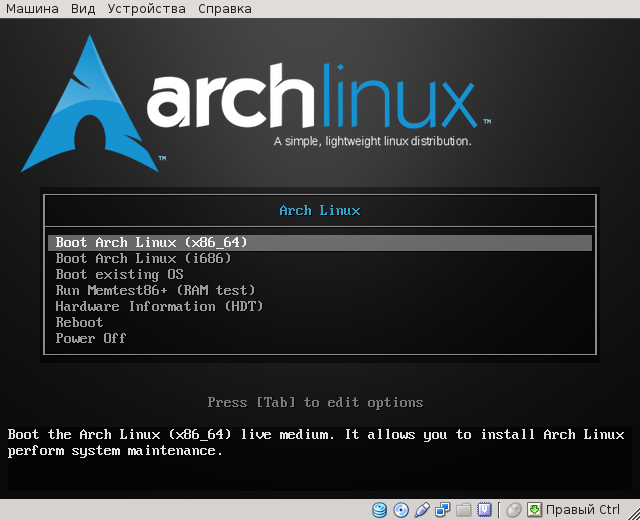 Машина Вид Устройства Справка
archlinux™
A simple, lightweight linux distribution.
™
Arch Linux
Boot Arch Linux (x86_64)
Boot Arch Linux (i686)
Boot existing OS
Run Memtest86+ (RAM test)
Hardware Information (HDT)
Reboot
Power Off
Press [Tab] to edit options
Boot the Arch Linux (x86_64) live medium. It allows you to install Arch Linux
perform system maintenance.
Правый Ctrl